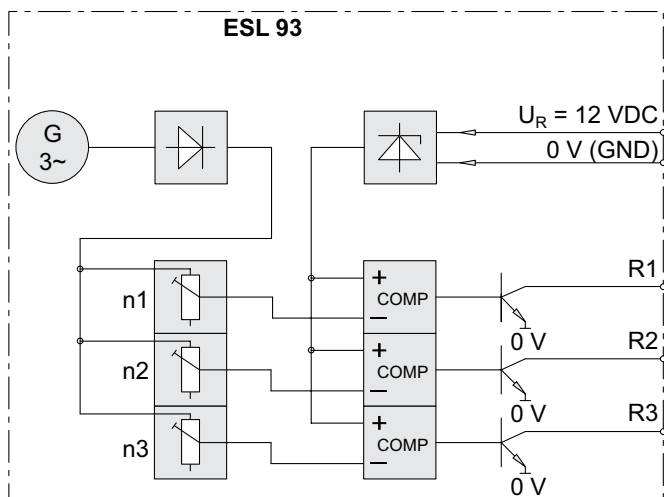 ESL 93
G
3~
U_R = 12 VDC
0 V (GND)
n1
+
COMP
–
R1
0 V
n2
+
COMP
–
R2
0 V
n3
+
COMP
–
R3
0 V